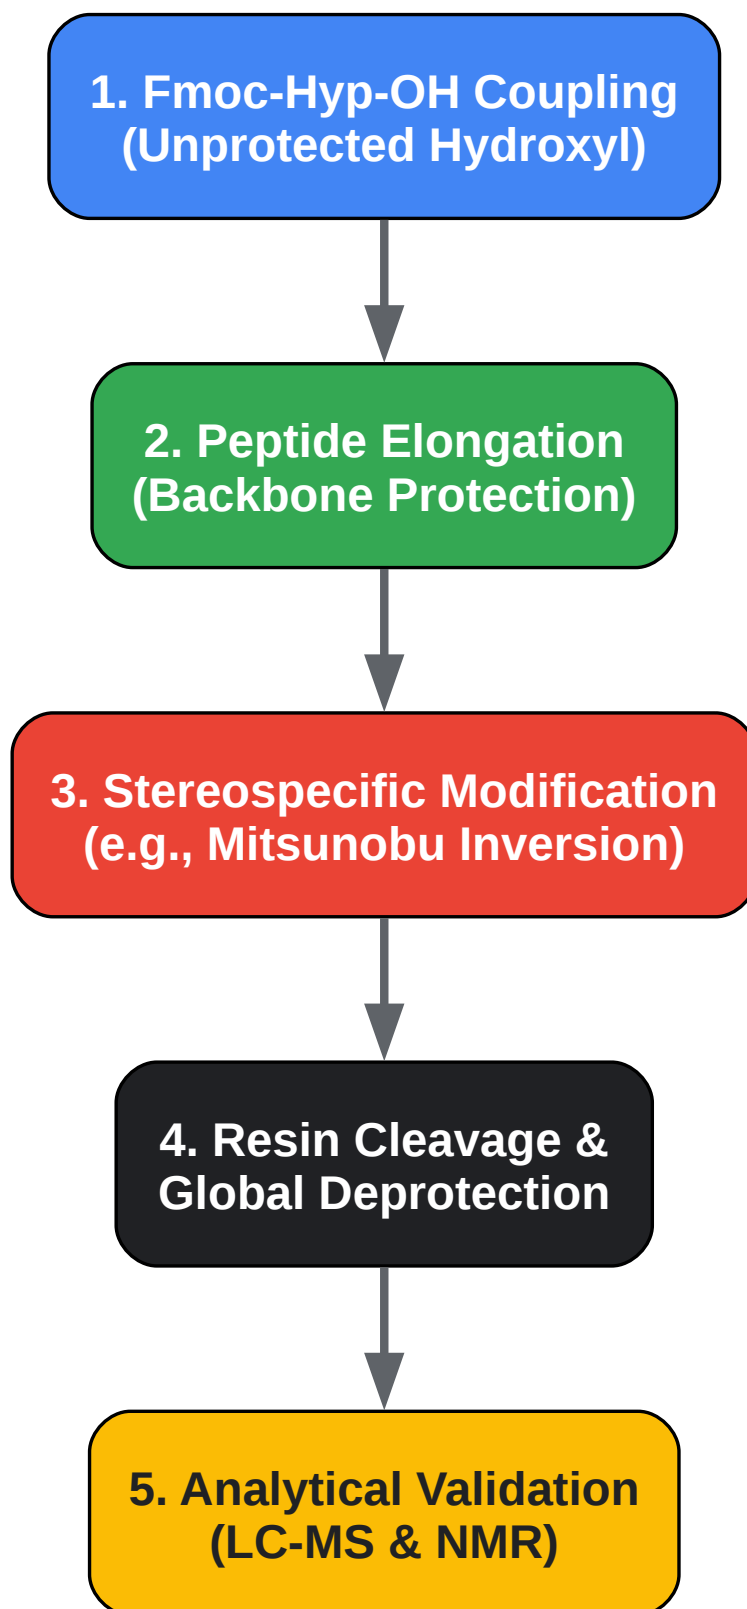 1. Fmoc-Hyp-OH Coupling
(Unprotected Hydroxyl)
2. Peptide Elongation
(Backbone Protection)
3. Stereospecific Modification
(e.g., Mitsunobu Inversion)
4. Resin Cleavage &
Global Deprotection
5. Analytical Validation
(LC-MS & NMR)